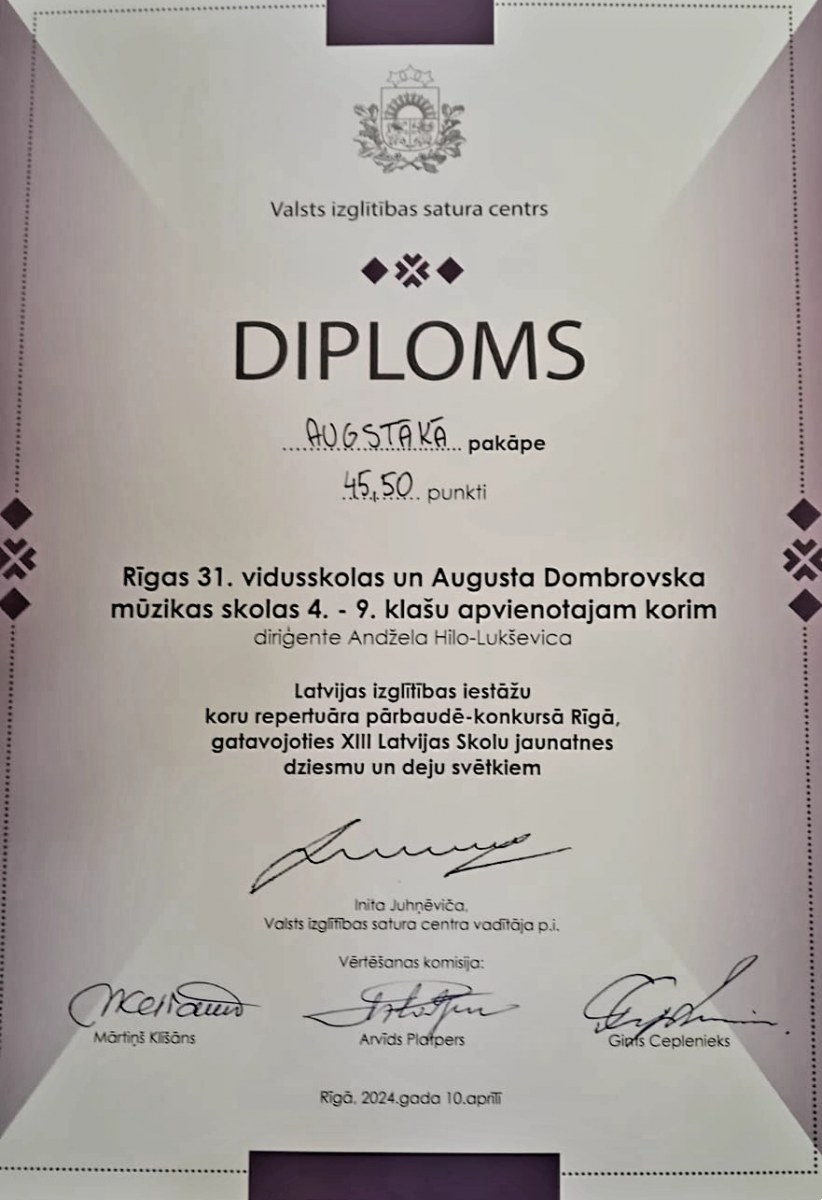 Valsts izglītības satura centrs
DIPLOMS
AUGSTĀKĀ pakāpe
45,50 punkti
Rīgas 31. vidusskolas un Augusta Dombrovska
mūzikas skolas 4. - 9. klašu apvienotajam korim
diriģente Andžela Hilo-Lukševica
Latvijas izglītības iestāžu
koru repertuāra pārbaudē-konkursā Rīgā,
gatavojoties XIII Latvijas Skolu jaunatnes
dziesmu un deju svētkiem
Inita Juhņēviča,
Valsts izglītības satura centra vadītāja p.i.
Vērtēšanas komisija:
Mārtiņš Klišāns Arvīds Platpers Gints Ceplenieks
Rīgā, 2024.gada 10.aprīlī